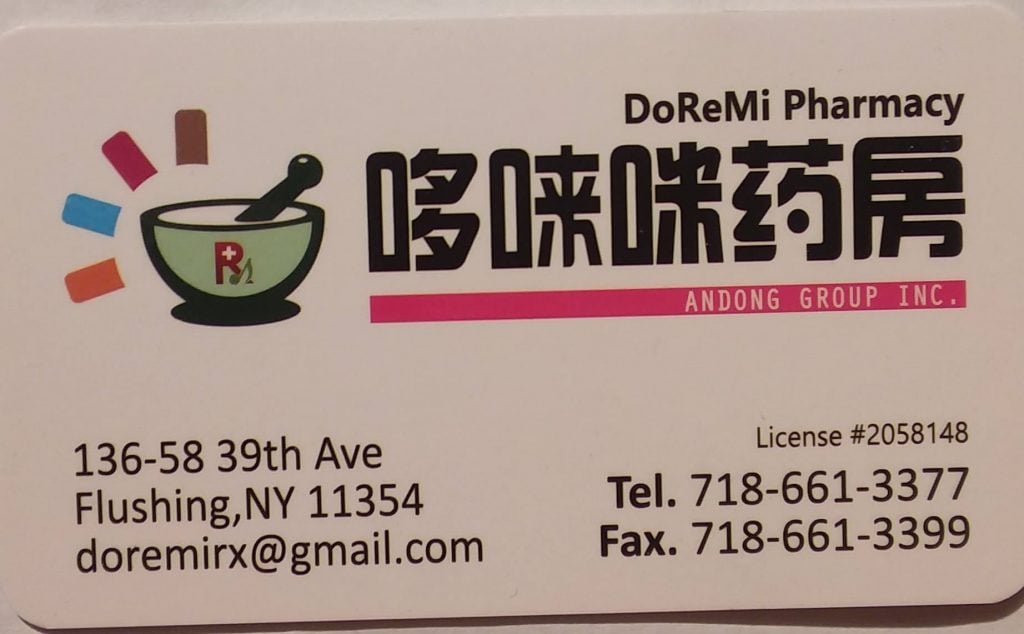 DoReMi Pharmacy
哆唻咪药房
ANDONG GROUP INC.
R
136-58 39th Ave
Flushing,NY 11354
doremirx@gmail.com
License #2058148
Tel. 718-661-3377
Fax. 718-661-3399